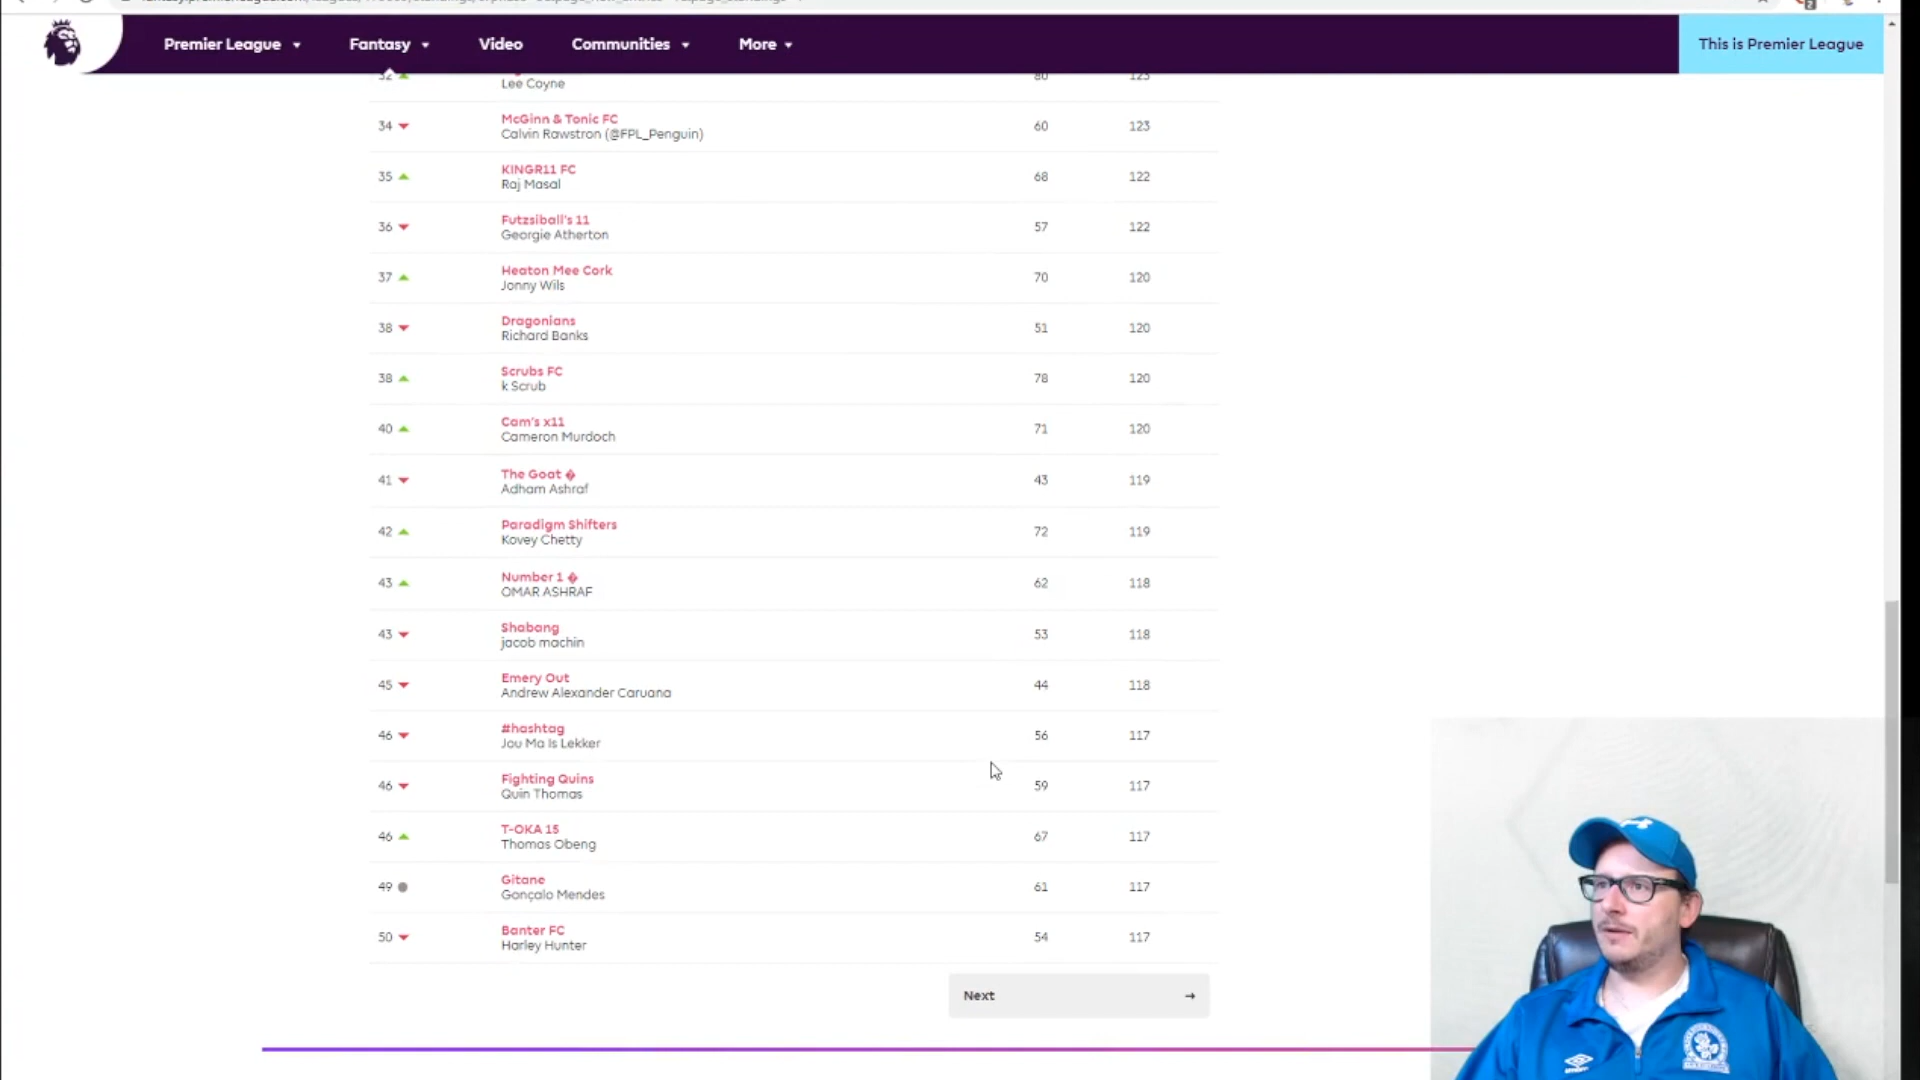 Premier League Fantasy Video Communities More This is Premier League
32 80 123
Lee Coyne
34 McGinn & Tonic FC 60 123
Calvin Rawstron (@FPL_Penguin)
35 KINGR11 FC 68 122
Raj Masal
36 Futzsiball's 11 57 122
Georgie Atherton
37 Heaton Mee Cork 70 120
Jonny Wils
38 Dragonians 51 120
Richard Banks
38 Scrubs FC 78 120
k Scrub
40 Cam's x11 71 120
Cameron Murdoch
41 The Goat � 43 119
Adham Ashraf
42 Paradigm Shifters 72 119
Kovey Chetty
43 Number 1 � 62 118
OMAR ASHRAF
43 Shabang 53 118
jacob machin
45 Emery Out 44 118
Andrew Alexander Caruana
46 #hashtag 56 117
Jou Ma Is Lekker
46 Fighting Quins 59 117
Quin Thomas
46 T-OKA 15 67 117
Thomas Obeng
49 Gitane 61 117
Gonçalo Mendes
50 Banter FC 54 117
Harley Hunter
Next →